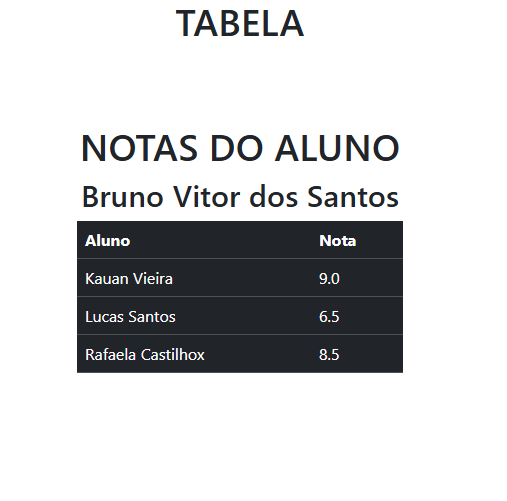 TABELA
NOTAS DO ALUNO
Bruno Vitor dos Santos
Aluno Nota
Kauan Vieira 9.0
Lucas Santos 6.5
Rafaela Castilhox 8.5